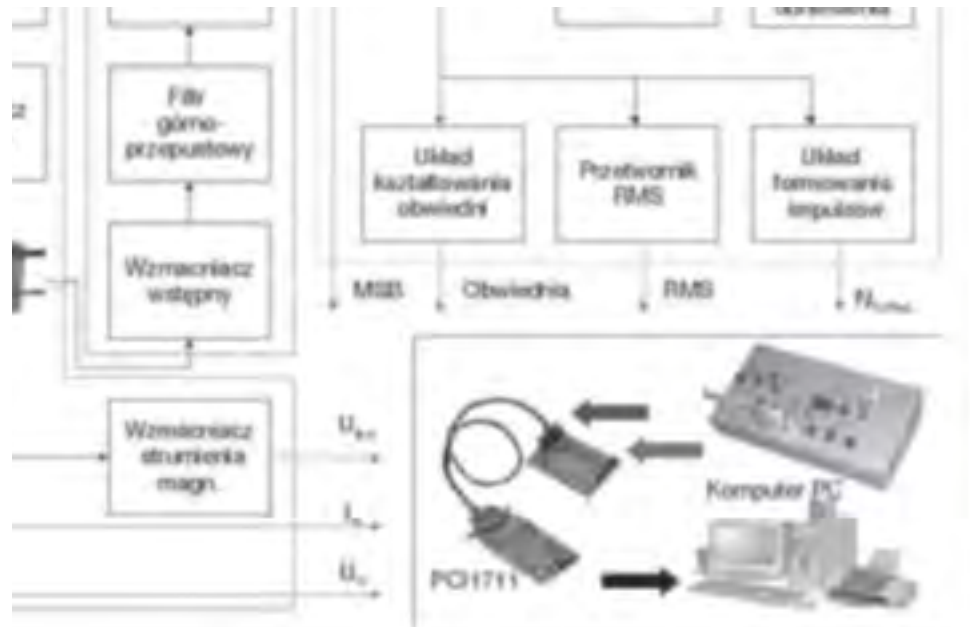 Filtr
górno-
przepustowy
Układ
kształtowania
obwiedni
Przetwornik
RMS
Układ
formowania
impulsów
Wzmacniacz
wstępny
MSB
Obwiednia
RMS
Wzmacniacz
strumienia
magn.
Komputer PC
PCI1711